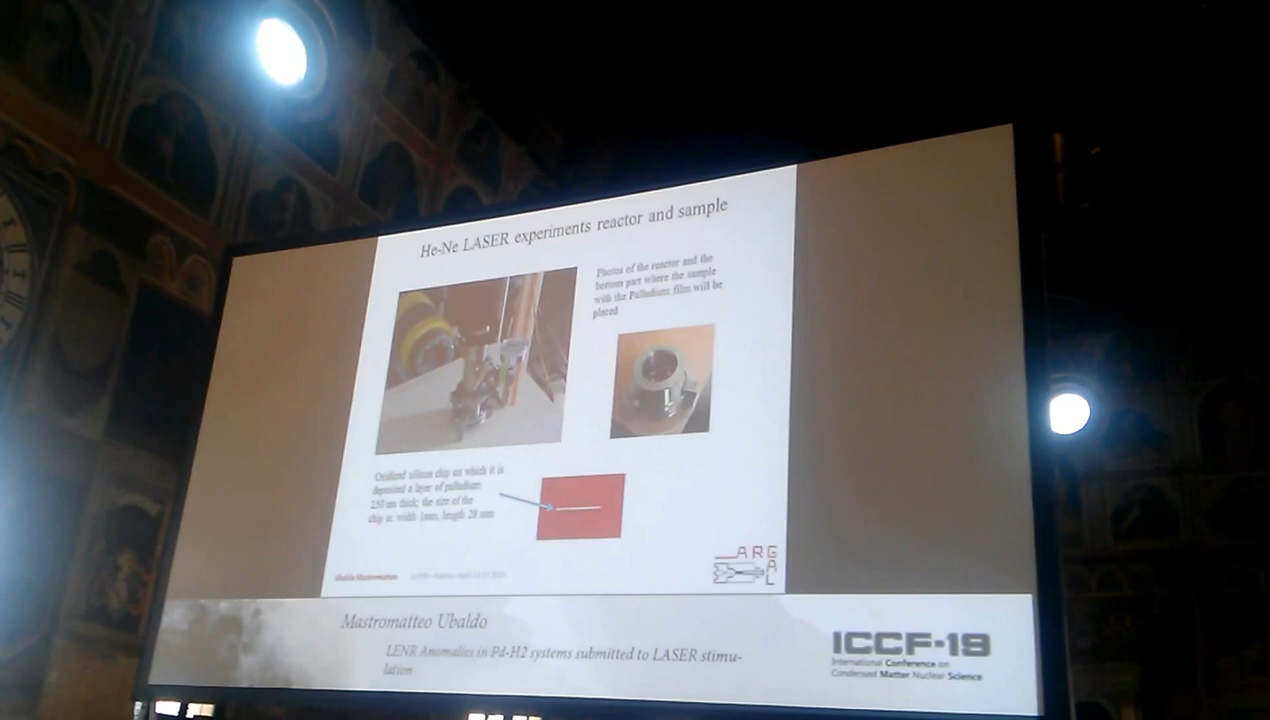 He-Ne LASER experiments reactor and sample
Photos of the reactor and the
bottom part where the sample
with the Palladium film will be
placed
Oxidized silicon chip on which it is
deposited a layer of palladium
250 nm thick; the size of the
chip is: width 1mm, length 20 mm
Ubaldo Mastromatteo
ARG
AL
Mastromatteo Ubaldo
LENR Anomalies in Pd-H2 systems submitted to LASER stimu-
lation
ICCF-19
International Conference on
Condensed Matter Nuclear Science